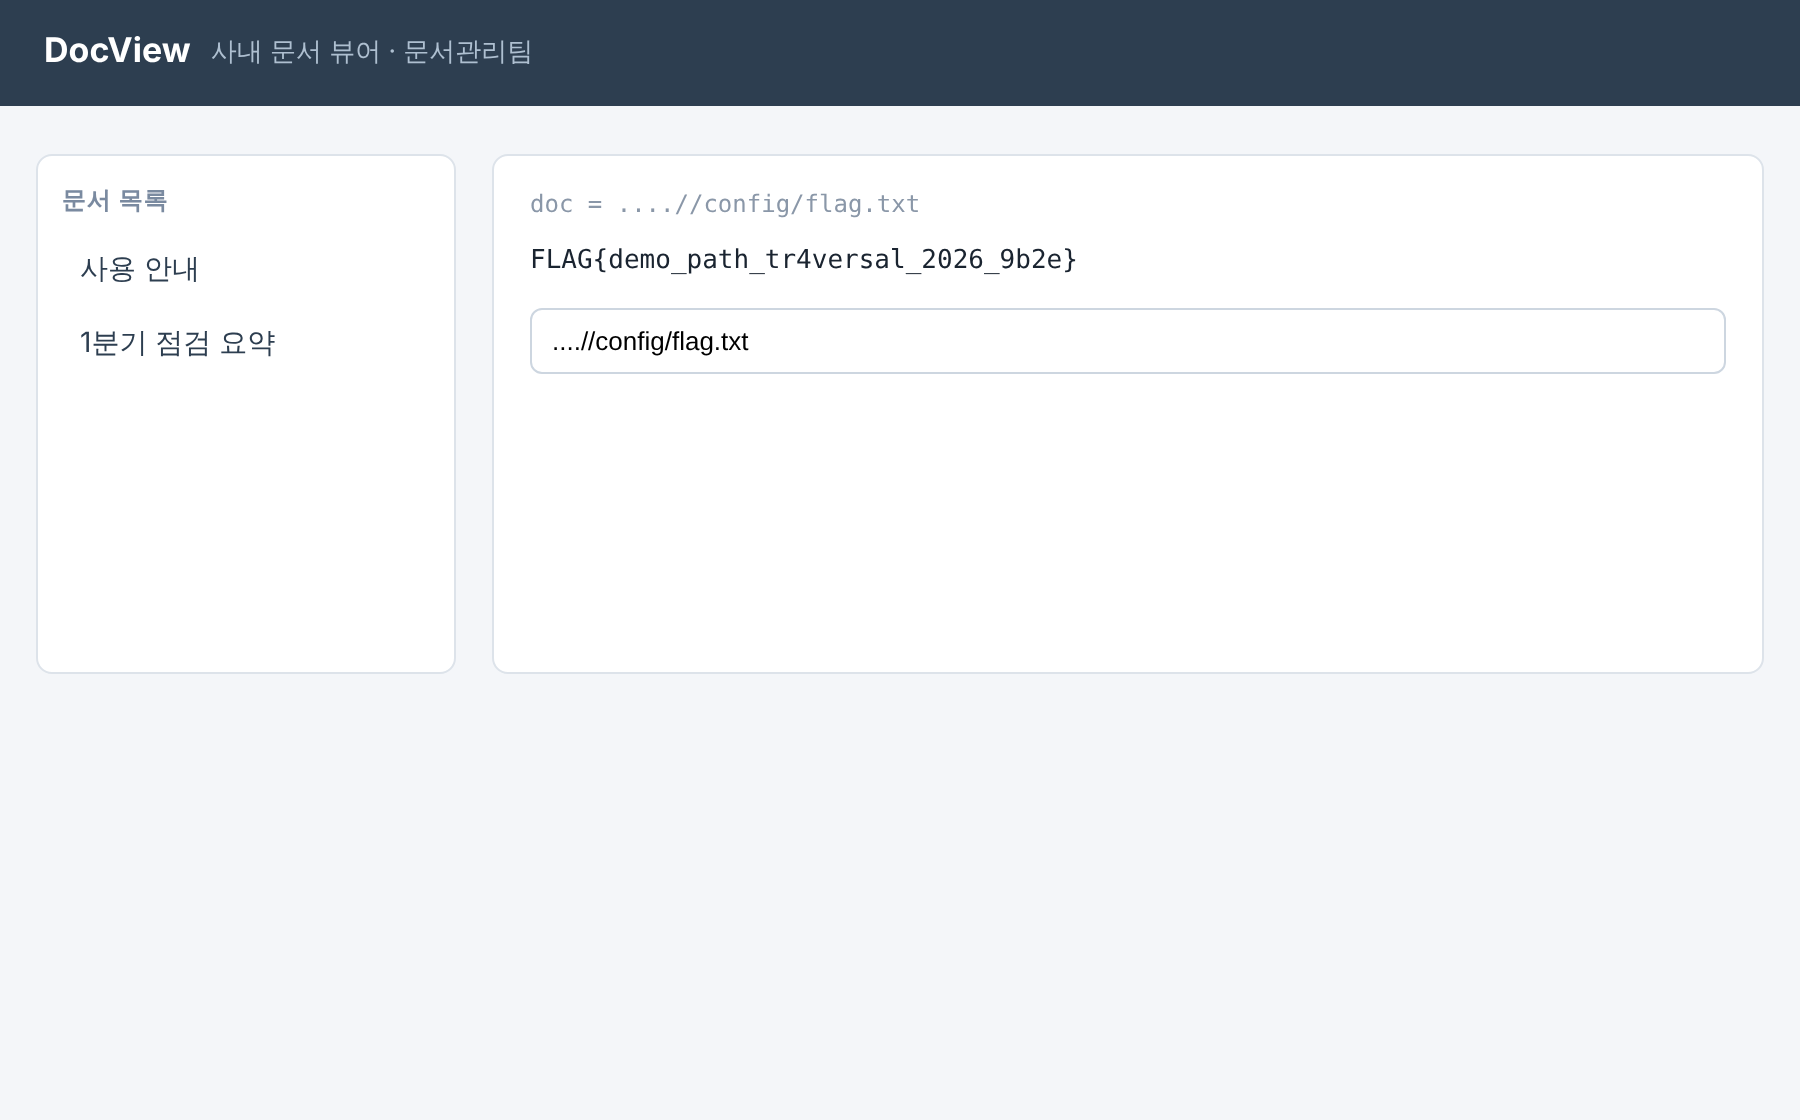 DocView 사내 문서 뷰어 · 문서관리팀
문서 목록
사용 안내
1분기 점검 요약
doc = ....//config/flag.txt
FLAG{demo_path_tr4versal_2026_9b2e}
....//config/flag.txt